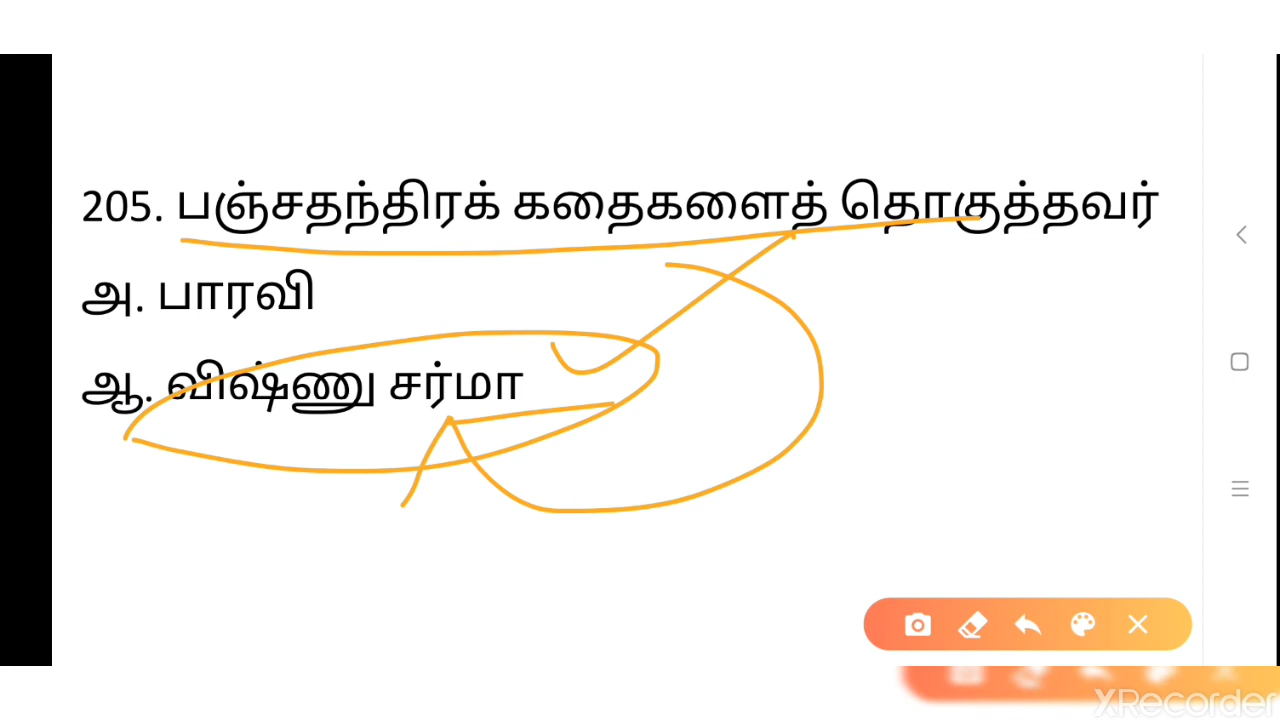 205. பஞ்சதந்திரக் கதைகளைத் தொகுத்தவர்
அ. பாரவி
ஆ. விஷ்ணு சர்மா
XRecorder